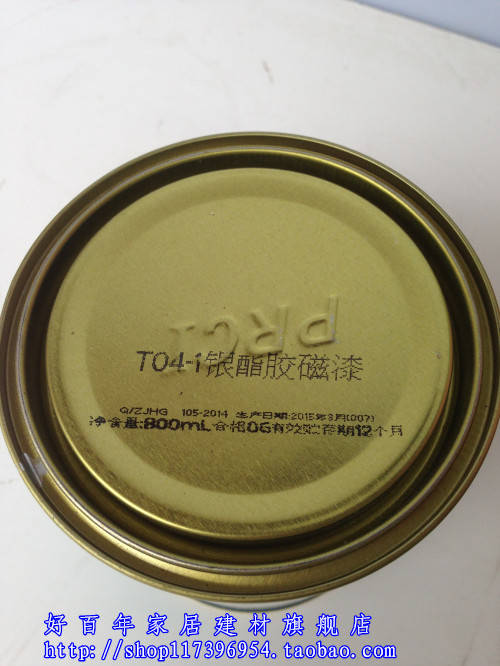 PRC-1
T04-1银酯胶磁漆
Q/ZJHG 105-2014 生产日期:2015年3月(007)
净含量:800mL 合格06有效贮存期12个月
好百年家居建材旗舰店
http://shop117396954.taobao.com/